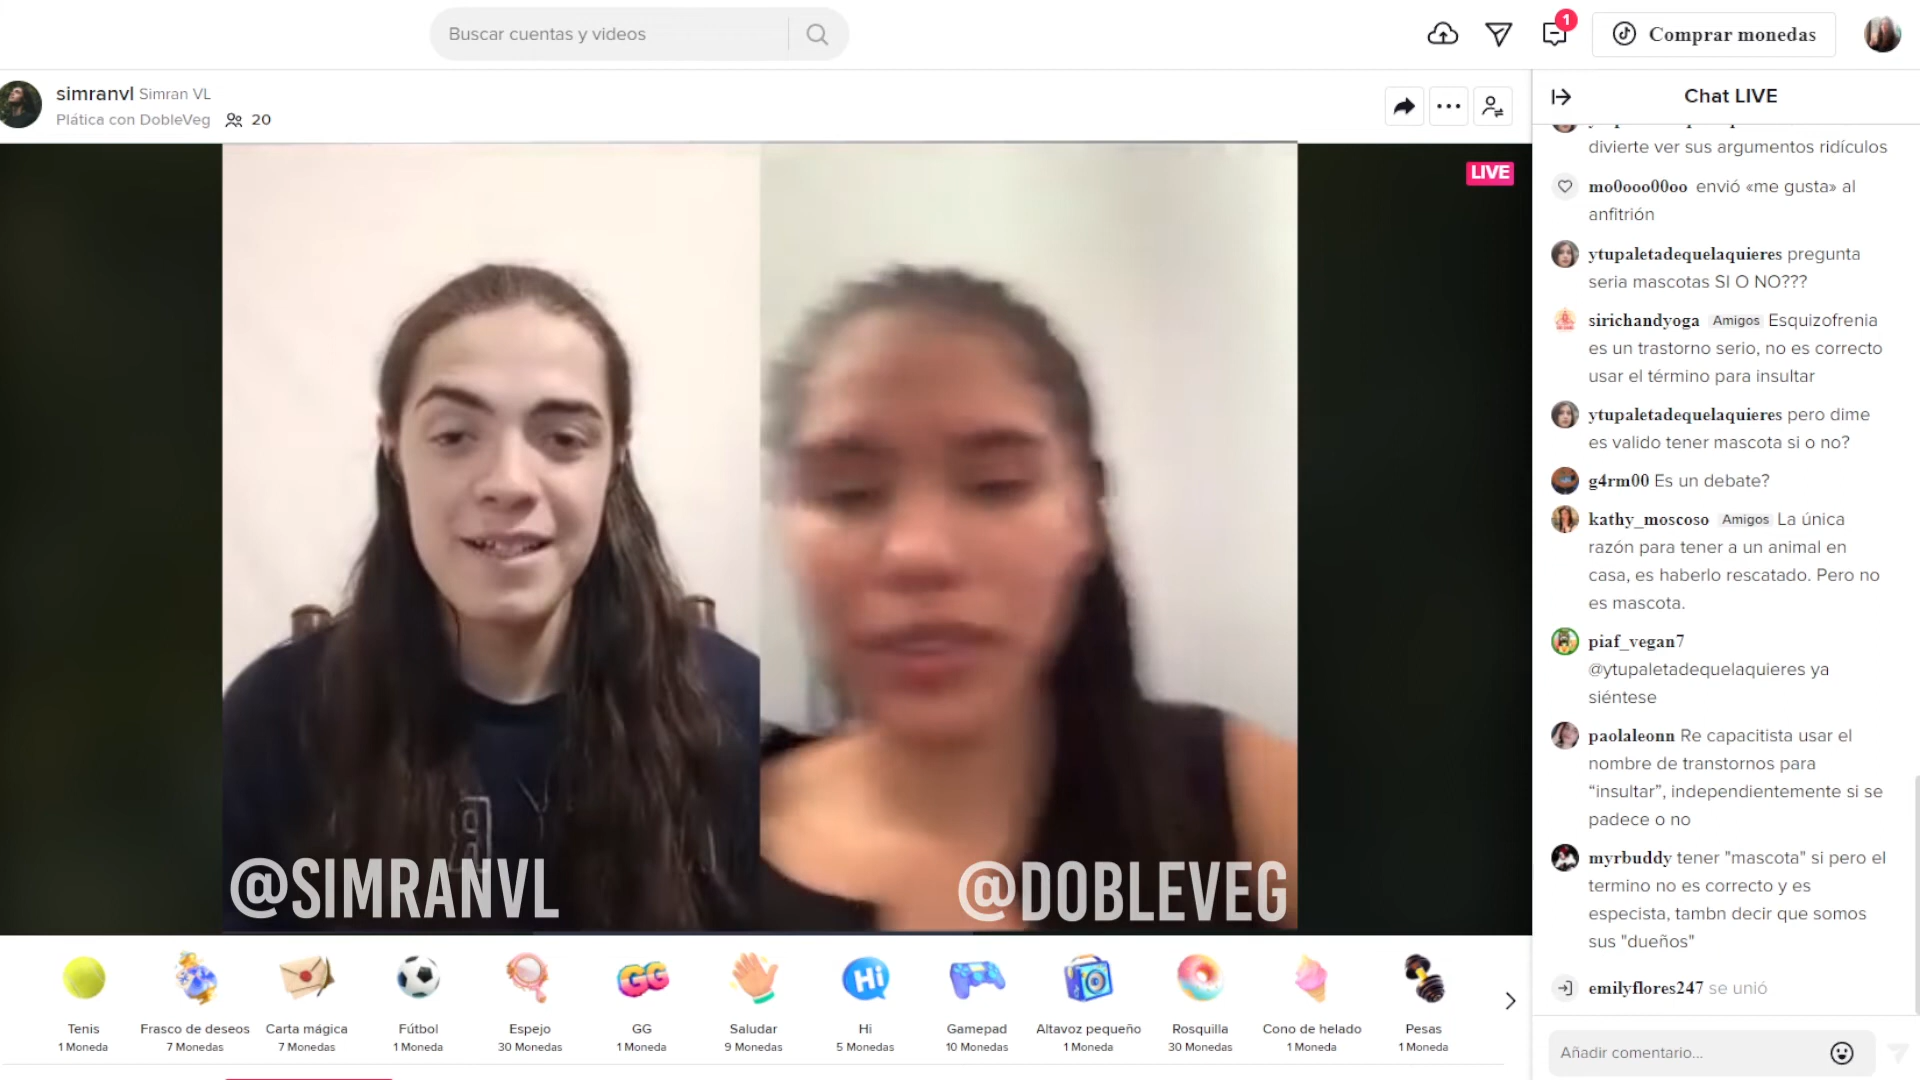 Buscar cuentas y videos
1
Comprar monedas
simranvl Simran VL
Plática con DobleVeg 20
LIVE
@SIMRANVL
@DOBLEVEG
Tenis
1 Moneda
Frasco de deseos
7 Monedas
Carta mágica
7 Monedas
Fútbol
1 Moneda
Espejo
30 Monedas
GG
GG
1 Moneda
Saludar
9 Monedas
Hi
Hi
5 Monedas
Gamepad
10 Monedas
Altavoz pequeño
1 Moneda
Rosquilla
30 Monedas
Cono de helado
1 Moneda
Pesas
1 Moneda
Chat LIVE
divierte ver sus argumentos ridículos
mo0ooo00oo envió «me gusta» al
anfitrión
ytupaletadequelaquieres pregunta
seria mascotas SI O NO???
sirichandyoga Amigos Esquizofrenia
es un trastorno serio, no es correcto
usar el término para insultar
ytupaletadequelaquieres pero dime
es valido tener mascota si o no?
g4rm00 Es un debate?
kathy_moscoso Amigos La única
razón para tener a un animal en
casa, es haberlo rescatado. Pero no
es mascota.
piaf_vegan7
@ytupaletadequelaquieres ya
siéntese
paolaleonn Re capacitista usar el
nombre de transtornos para
“insultar”, independientemente si se
padece o no
myrbuddy tener "mascota" si pero el
termino no es correcto y es
especista, tambn decir que somos
sus "dueños"
emilyflores247 se unió
Añadir comentario...